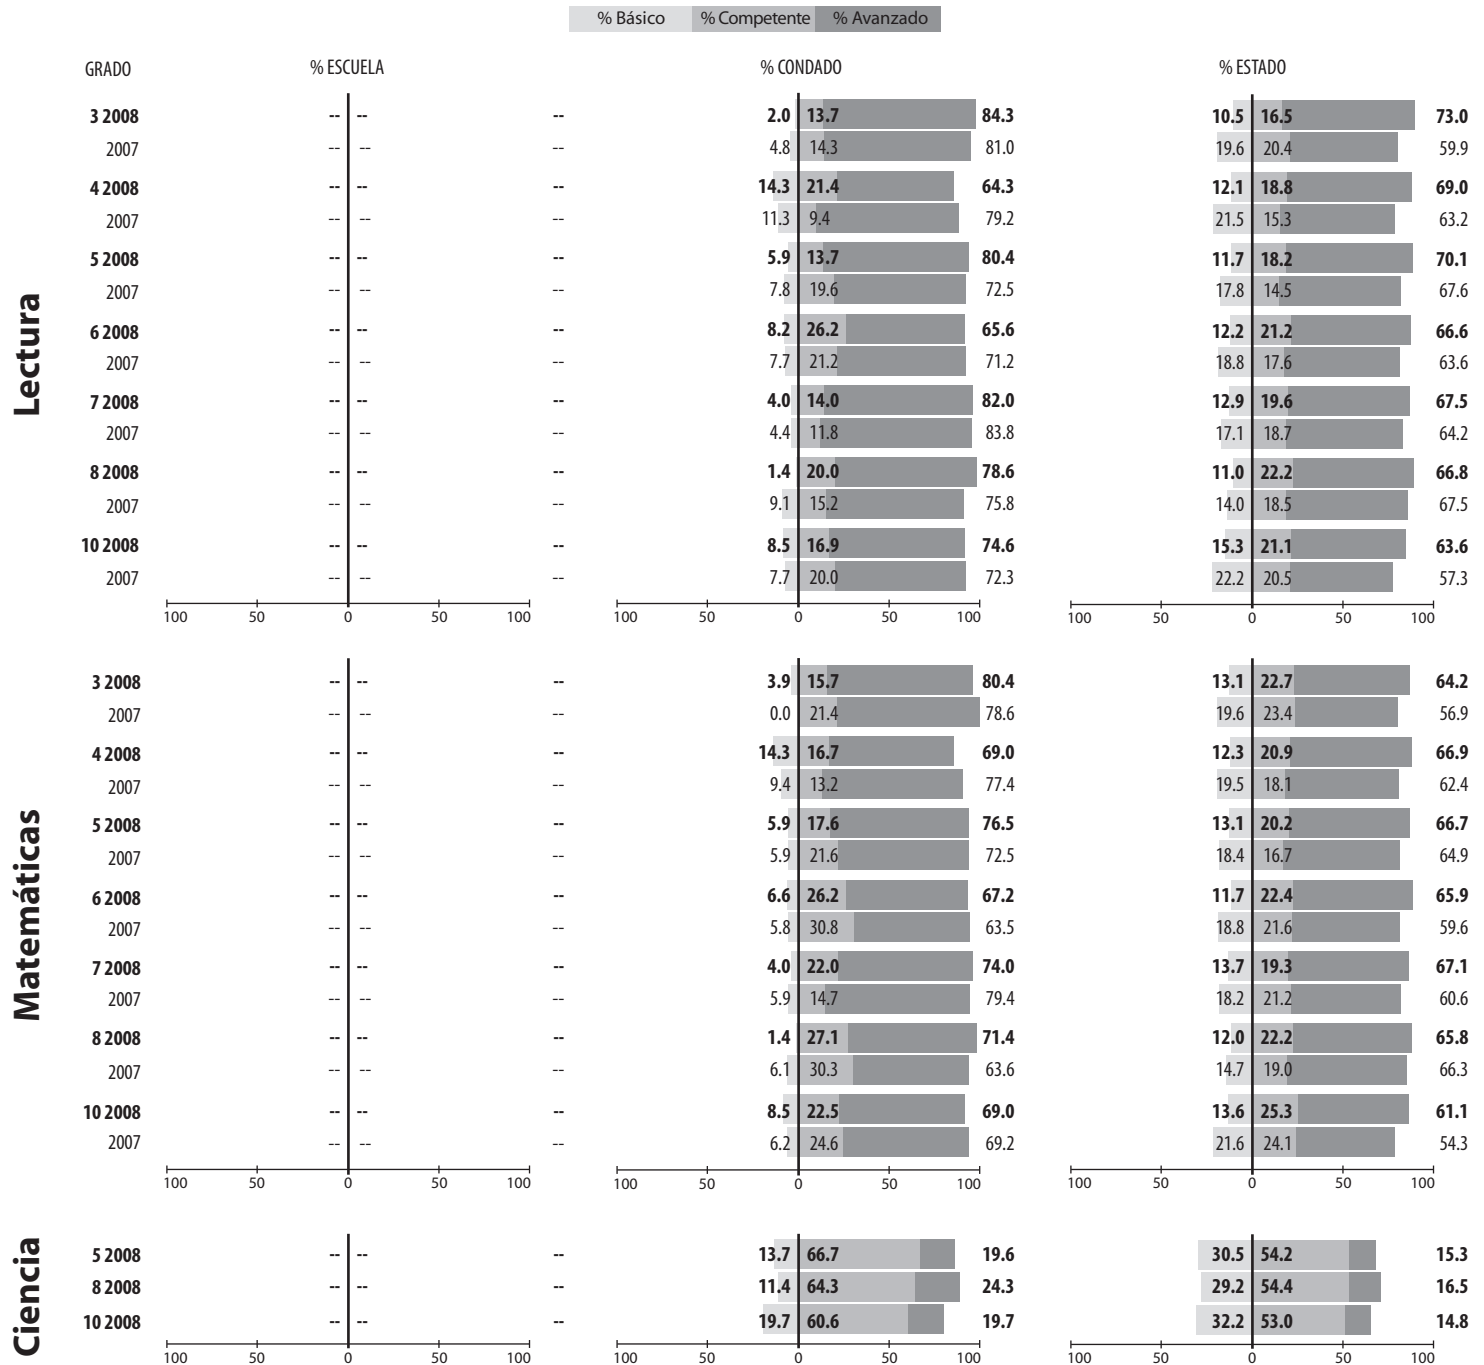 % Básico % Competente % Avanzado
GRADO % ESCUELA % CONDADO % ESTADO
Lectura
3 2008 -- -- -- 2.0 13.7 84.3 10.5 16.5 73.0
2007 -- -- -- 4.8 14.3 81.0 19.6 20.4 59.9
4 2008 -- -- -- 14.3 21.4 64.3 12.1 18.8 69.0
2007 -- -- -- 11.3 9.4 79.2 21.5 15.3 63.2
5 2008 -- -- -- 5.9 13.7 80.4 11.7 18.2 70.1
2007 -- -- -- 7.8 19.6 72.5 17.8 14.5 67.6
6 2008 -- -- -- 8.2 26.2 65.6 12.2 21.2 66.6
2007 -- -- -- 7.7 21.2 71.2 18.8 17.6 63.6
7 2008 -- -- -- 4.0 14.0 82.0 12.9 19.6 67.5
2007 -- -- -- 4.4 11.8 83.8 17.1 18.7 64.2
8 2008 -- -- -- 1.4 20.0 78.6 11.0 22.2 66.8
2007 -- -- -- 9.1 15.2 75.8 14.0 18.5 67.5
10 2008 -- -- -- 8.5 16.9 74.6 15.3 21.1 63.6
2007 -- -- -- 7.7 20.0 72.3 22.2 20.5 57.3
100 50 0 50 100 100 50 0 50 100 100 50 0 50 100
Matemáticas
3 2008 -- -- -- 3.9 15.7 80.4 13.1 22.7 64.2
2007 -- -- -- 0.0 21.4 78.6 19.6 23.4 56.9
4 2008 -- -- -- 14.3 16.7 69.0 12.3 20.9 66.9
2007 -- -- -- 9.4 13.2 77.4 19.5 18.1 62.4
5 2008 -- -- -- 5.9 17.6 76.5 13.1 20.2 66.7
2007 -- -- -- 5.9 21.6 72.5 18.4 16.7 64.9
6 2008 -- -- -- 6.6 26.2 67.2 11.7 22.4 65.9
2007 -- -- -- 5.8 30.8 63.5 18.8 21.6 59.6
7 2008 -- -- -- 4.0 22.0 74.0 13.7 19.3 67.1
2007 -- -- -- 5.9 14.7 79.4 18.2 21.2 60.6
8 2008 -- -- -- 1.4 27.1 71.4 12.0 22.2 65.8
2007 -- -- -- 6.1 30.3 63.6 14.7 19.0 66.3
10 2008 -- -- -- 8.5 22.5 69.0 13.6 25.3 61.1
2007 -- -- -- 6.2 24.6 69.2 21.6 24.1 54.3
100 50 0 50 100 100 50 0 50 100 100 50 0 50 100
Ciencia
5 2008 -- -- -- 13.7 66.7 19.6 30.5 54.2 15.3
8 2008 -- -- -- 11.4 64.3 24.3 29.2 54.4 16.5
10 2008 -- -- -- 19.7 60.6 19.7 32.2 53.0 14.8
100 50 0 50 100 100 50 0 50 100 100 50 0 50 100